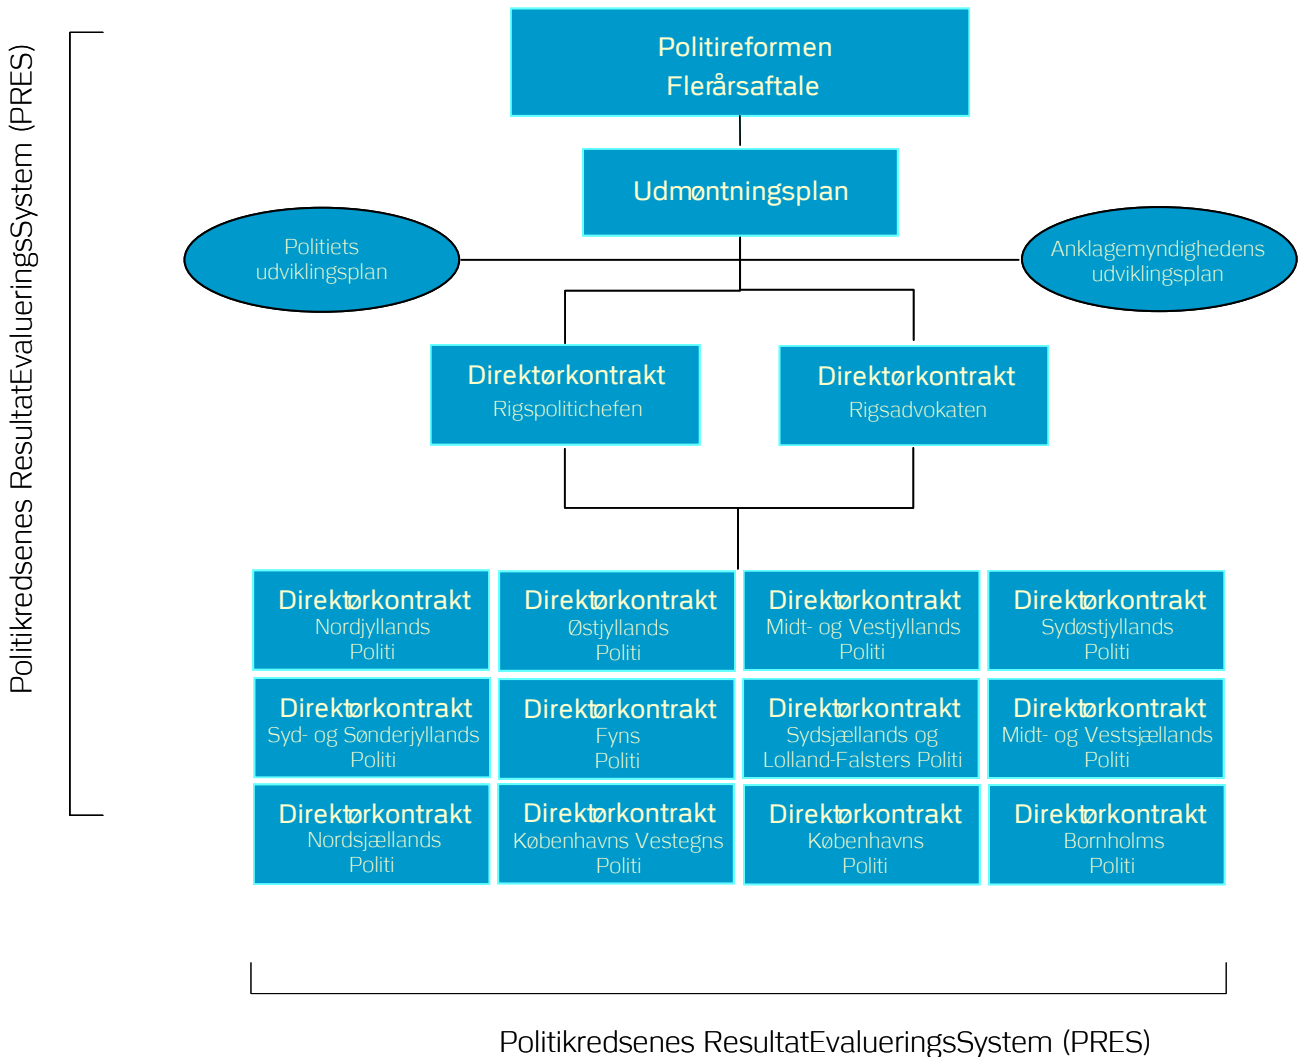 Politikredsenes ResultatEvalueringsSystem (PRES)
Politireformen
Flerårsaftale
Udmøntningsplan
Politiets
udviklingsplan
Anklagemyndighedens
udviklingsplan
Direktørkontrakt
Rigspolitichefen
Direktørkontrakt
Rigsadvokaten
Direktørkontrakt
Nordjyllands
Politi
Direktørkontrakt
Østjyllands
Politi
Direktørkontrakt
Midt- og Vestjyllands
Politi
Direktørkontrakt
Sydøstjyllands
Politi
Direktørkontrakt
Syd- og Sønderjyllands
Politi
Direktørkontrakt
Fyns
Politi
Direktørkontrakt
Sydsjællands og
Lolland-Falsters Politi
Direktørkontrakt
Midt- og Vestsjællands
Politi
Direktørkontrakt
Nordsjællands
Politi
Direktørkontrakt
Københavns Vestegns
Politi
Direktørkontrakt
Københavns
Politi
Direktørkontrakt
Bornholms
Politi
Politikredsenes ResultatEvalueringsSystem (PRES)